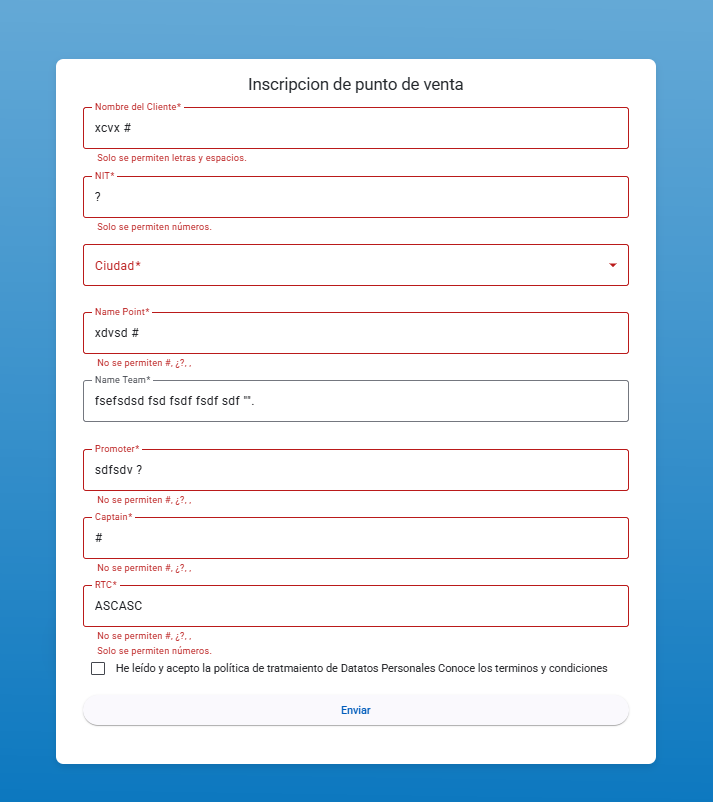 Inscripcion de punto de venta
Nombre del Cliente*
xcvx #
Solo se permiten letras y espacios.
NIT*
?
Solo se permiten números.
Ciudad*
Name Point*
xdvsd #
No se permiten #, ¿?, ,
Name Team*
fsefsdsd fsd fsdf fsdf sdf "".
Promoter*
sdfsdv ?
No se permiten #, ¿?, ,
Captain*
#
No se permiten #, ¿?, ,
RTC*
ASCASC
No se permiten #, ¿?, ,
Solo se permiten números.
He leído y acepto la política de tratmaiento de Datatos Personales Conoce los terminos y condiciones
Enviar